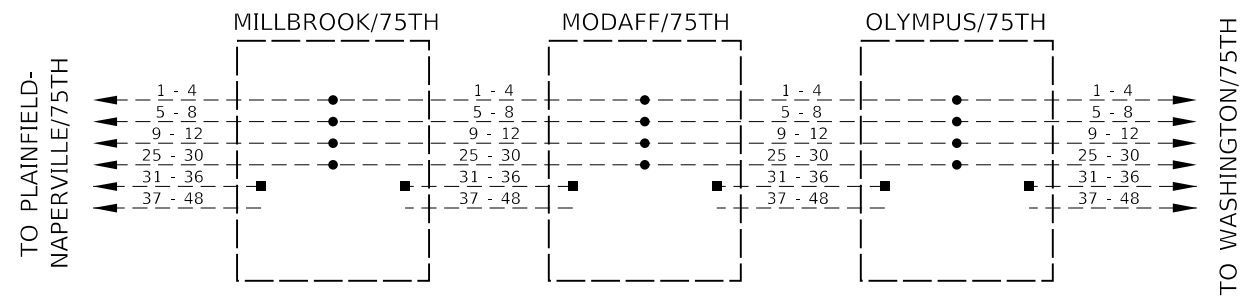 MILLBROOK/75TH
MODAFF/75TH
OLYMPUS/75TH
TO PLAINFIELD-
NAPERVILLE/75TH
1 - 4
5 - 8
9 - 12
25 - 30
31 - 36
37 - 48
1 - 4
5 - 8
9 - 12
25 - 30
31 - 36
37 - 48
1 - 4
5 - 8
9 - 12
25 - 30
31 - 36
37 - 48
1 - 4
5 - 8
9 - 12
25 - 30
31 - 36
37 - 48
TO WASHINGTON/75TH